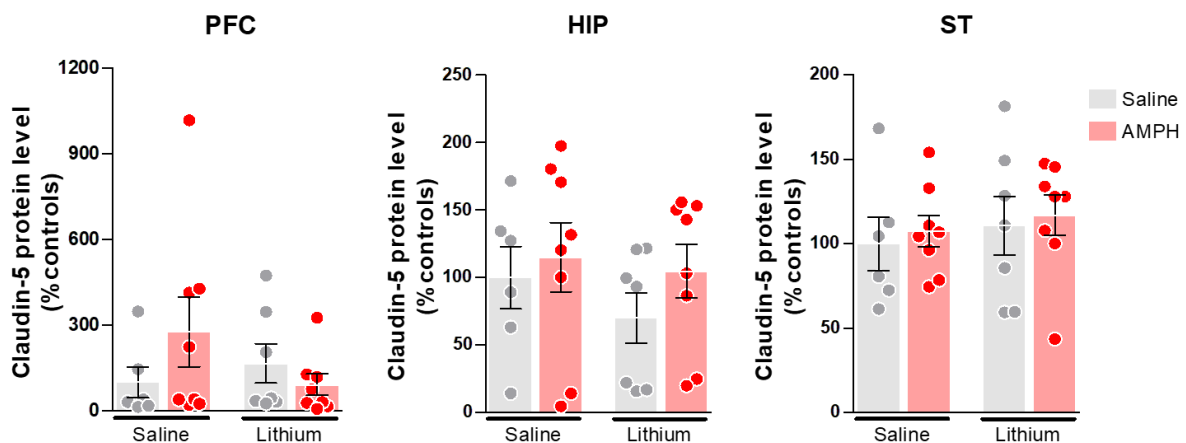 PFC
Claudin-5 protein level
(% controls)
1200
900
600
300
0
Saline
Lithium
HIP
Claudin-5 protein level
(% controls)
250
200
150
100
50
0
Saline
Lithium
ST
Claudin-5 protein level
(% controls)
200
150
100
50
0
Saline
Lithium
Saline
AMPH